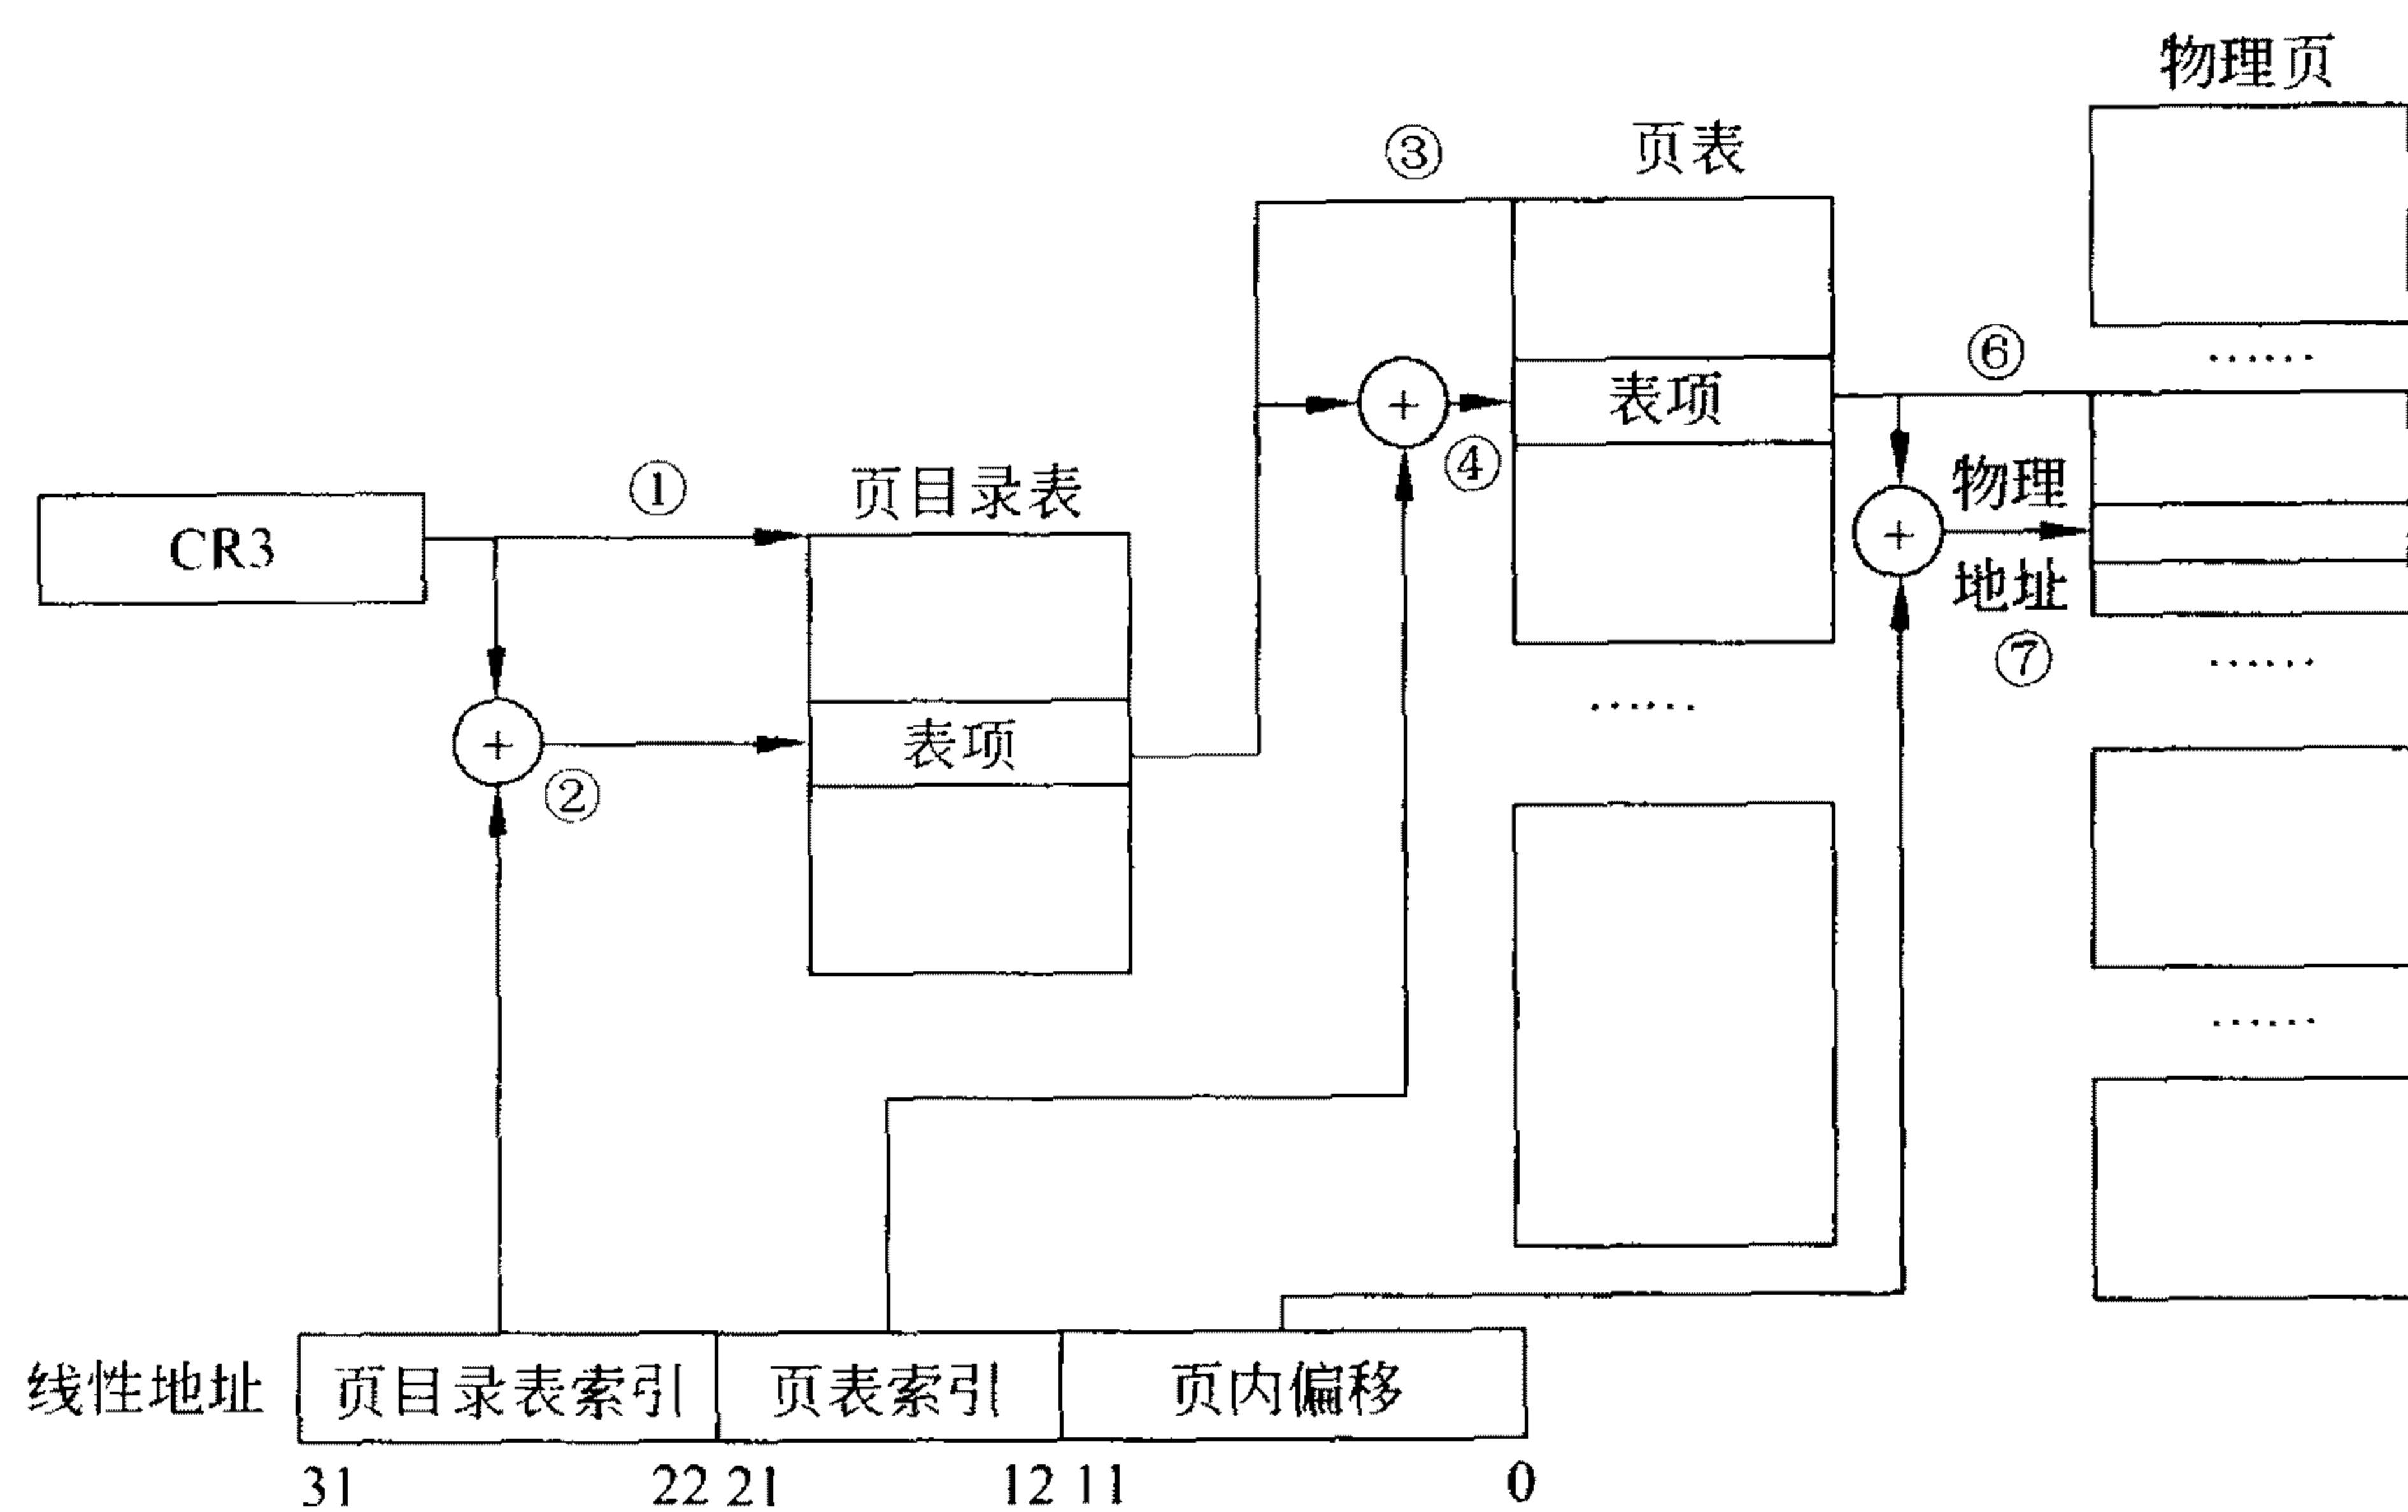 物理页
③
页表
⑥
······
表项
④
①
页目录表
CR3
物理
地址
⑦
······
······
表项
②
······
线性地址
页目录表索引
页表索引
页内偏移
31
22 21
12 11
0